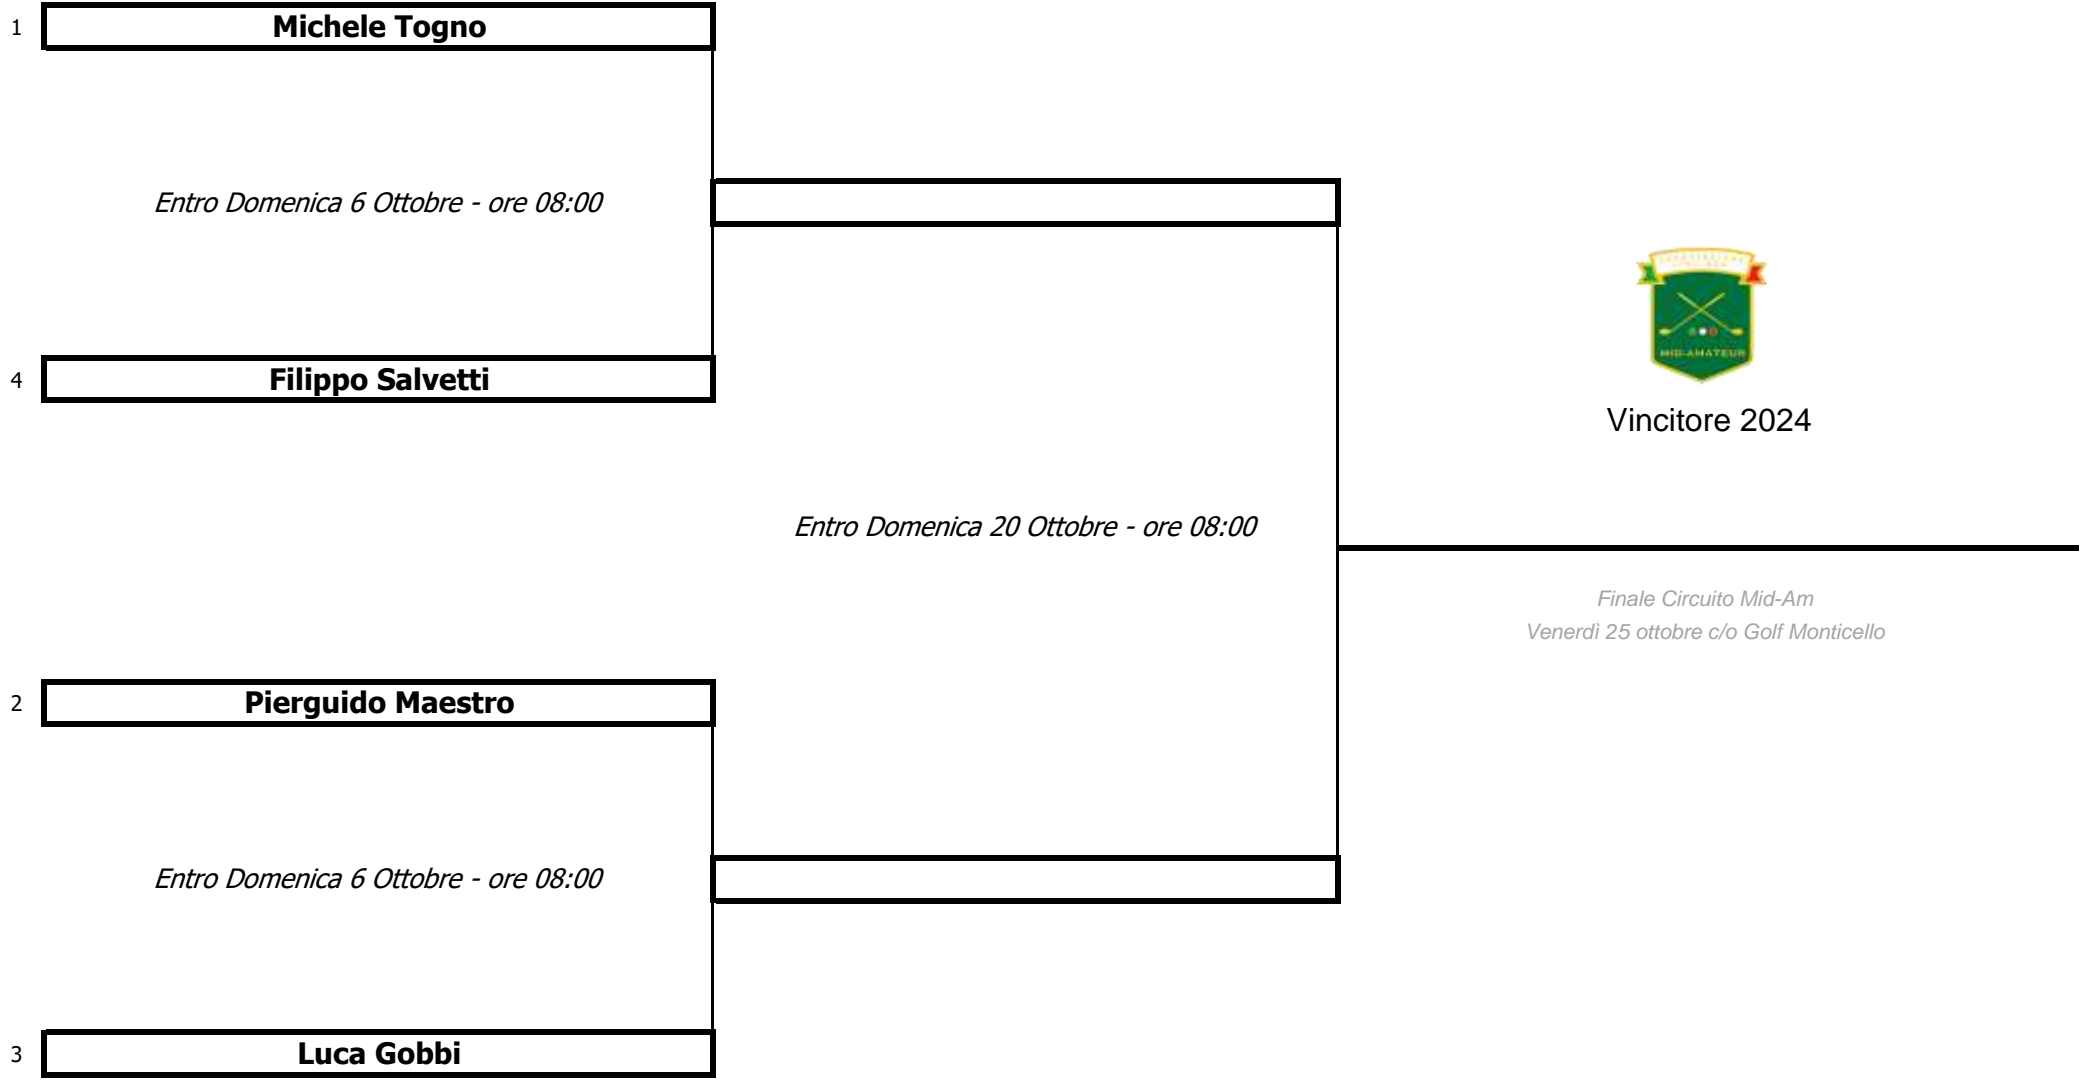 1 Michele Togno
Entro Domenica 6 Ottobre - ore 08:00
4 Filippo Salvetti
MID-AMATEUR
Vincitore 2024
Entro Domenica 20 Ottobre - ore 08:00
Finale Circuito Mid-Am
Venerdì 25 ottobre c/o Golf Monticello
2 Pierguido Maestro
Entro Domenica 6 Ottobre - ore 08:00
3 Luca Gobbi